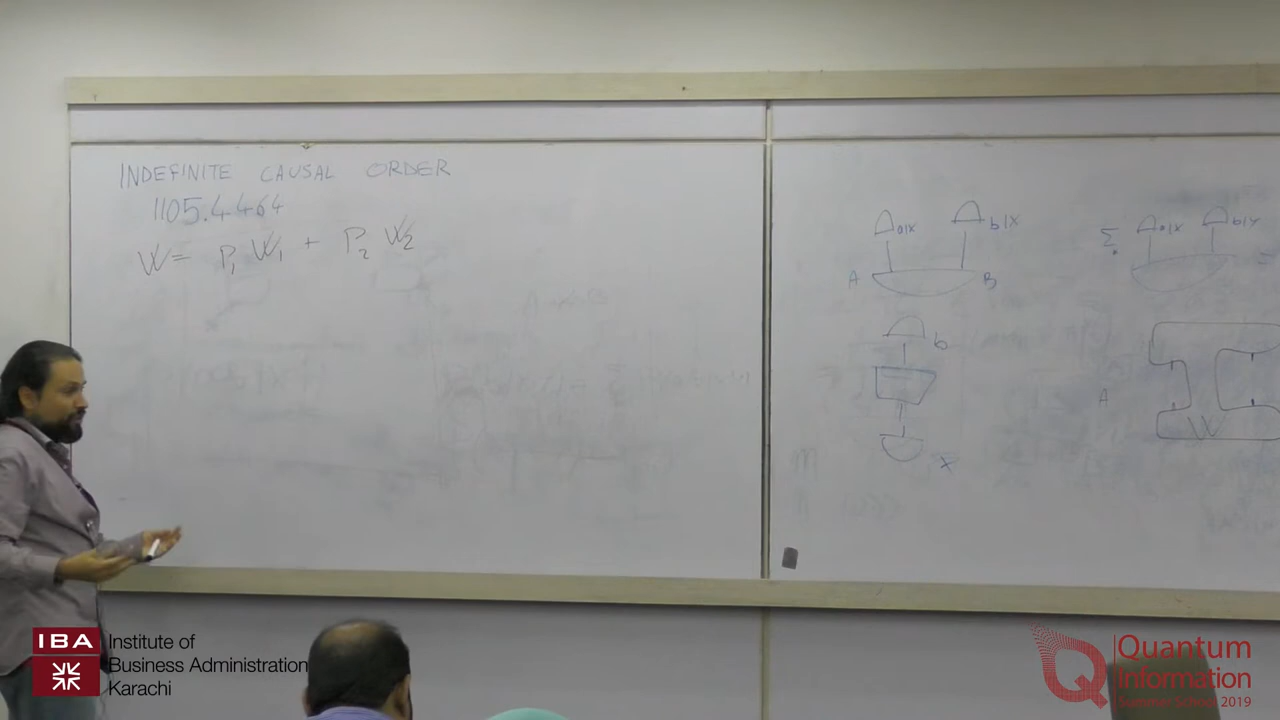 INDEFINITE CAUSAL ORDER
1105.4464
W = P1 W1 + P2 W2
a|x b|x
A B
b
x
Σ a|x b|y =
A
W
IBA
Institute of
Business Administration
Karachi
Quantum
Information
Summer School 2019